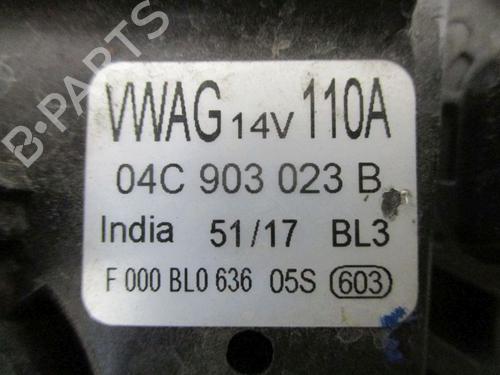 B-PARTS
VWAG 14V 110A
04C 903 023 B
India 51/17 BL3
F 000 BL0 636 05S 603